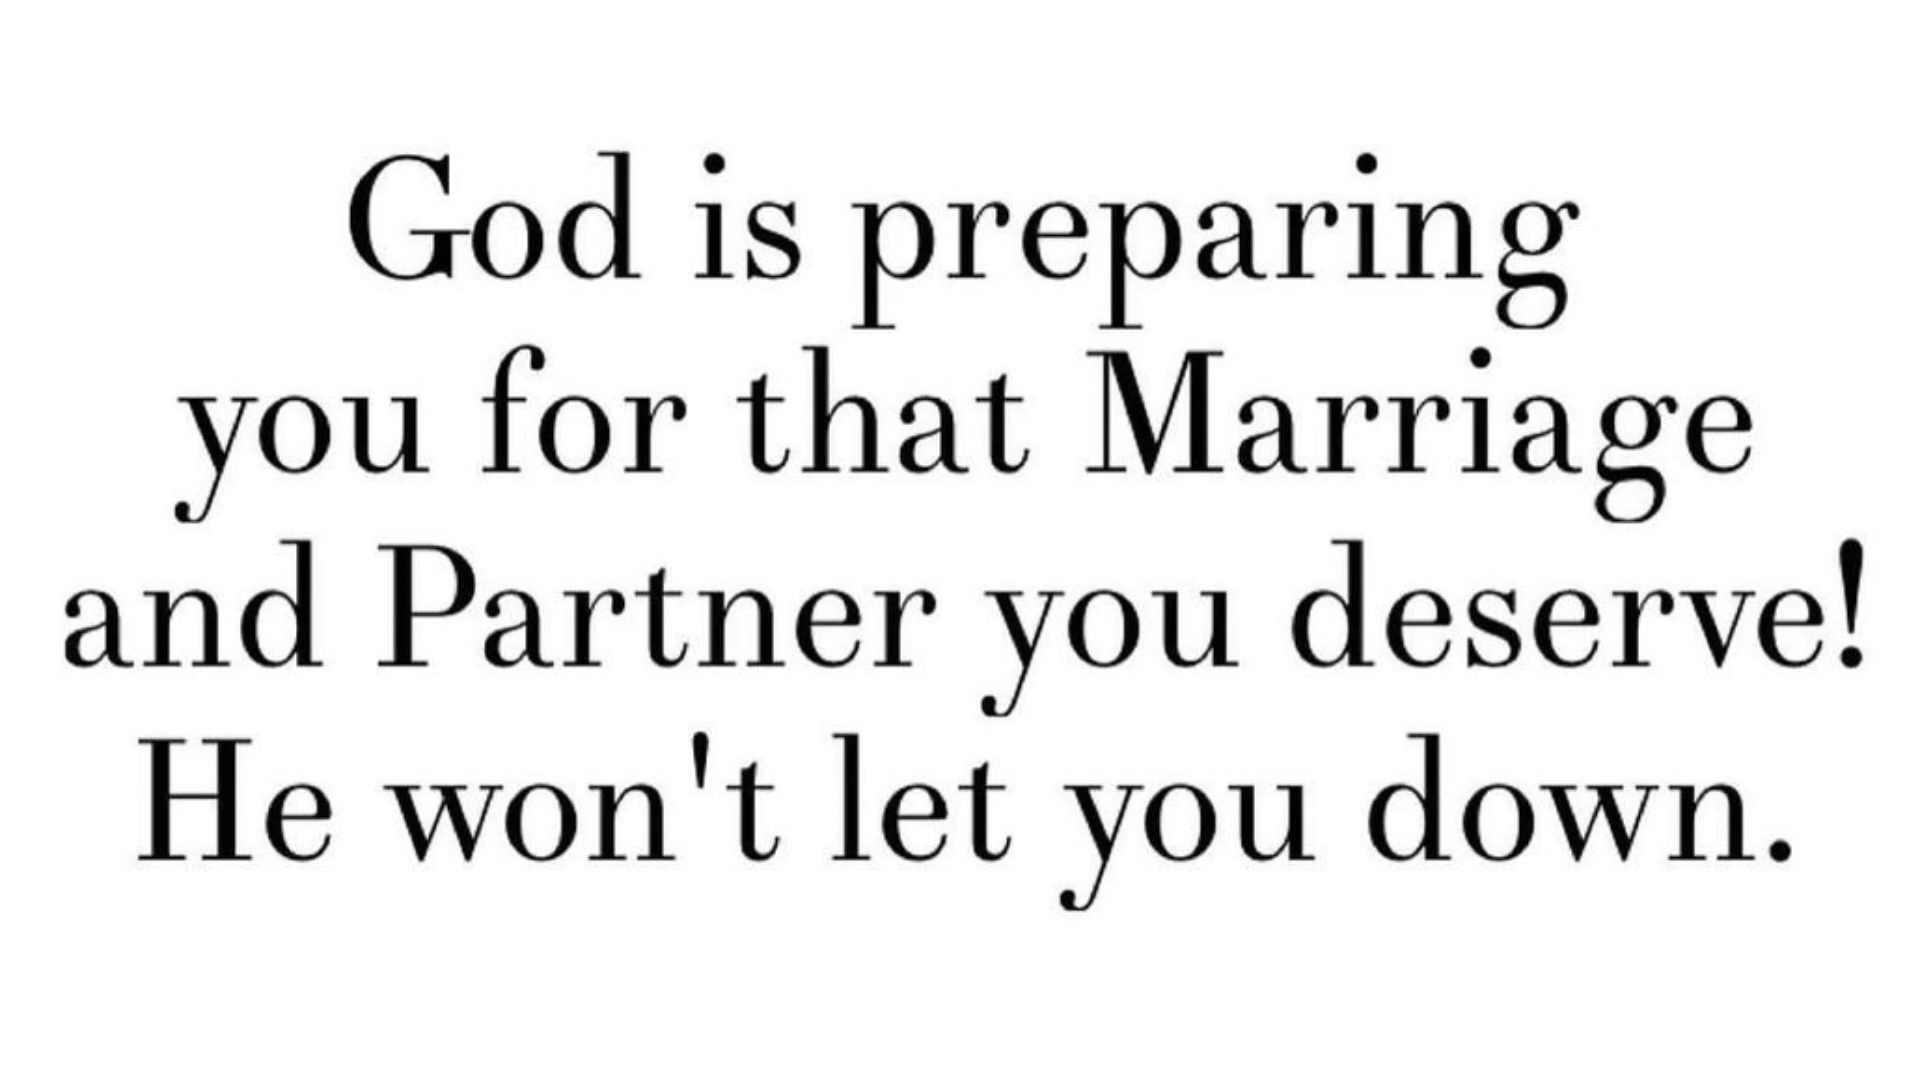 God is preparing
you for that Marriage
and Partner you deserve!
He won't let you down.